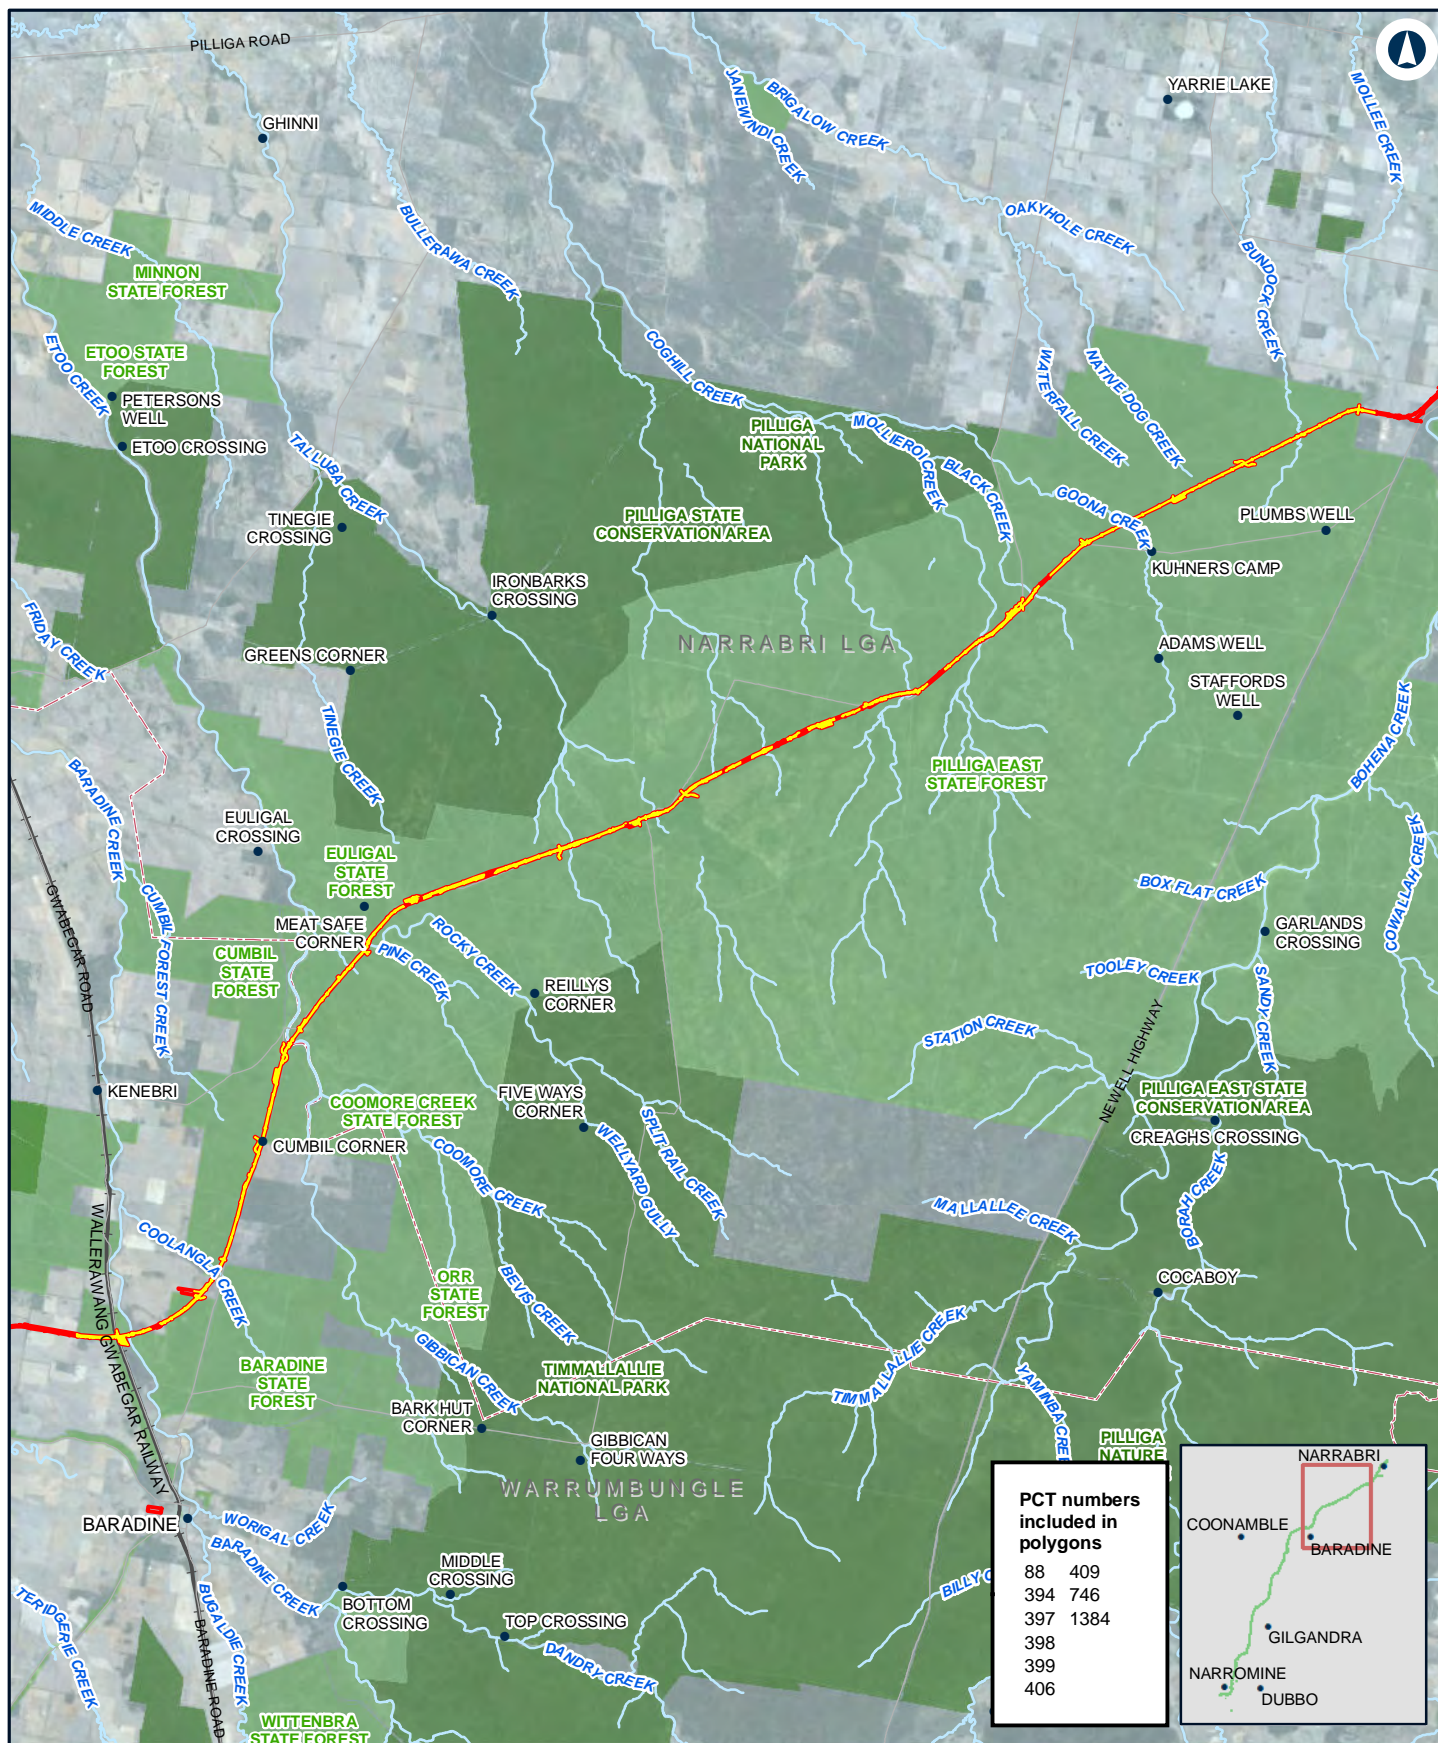 PILLIGA ROAD
YARRIE LAKE
GHINNI
JANEWINDI CREEK
BRIGALOW CREEK
MOLLEE CREEK
MIDDLE CREEK
BULLERAWA CREEK
OAKYHOLE CREEK
BUNDOCK CREEK
MINNON
STATE FOREST
ETOO CREEK
ETOO STATE
FOREST
PETERSONS
WELL
ETOO CROSSING
COGHILL CREEK
WATERFALL CREEK
NATIVE DOG CREEK
TALLUBA CREEK
PILLIGA
NATIONAL
PARK
MOLLIEROI CREEK
BLACK CREEK
GOONA CREEK
TINEGIE
CROSSING
PILLIGA STATE
CONSERVATION AREA
PLUMBS WELL
KUHNERS CAMP
IRONBARKS
CROSSING
FRIDAY CREEK
NARRABRI LGA
GREENS CORNER
ADAMS WELL
STAFFORDS
WELL
TINEGIE CREEK
BOHENA CREEK
BARADINE CREEK
PILLIGA EAST
STATE FOREST
EULIGAL
CROSSING
COWALLAH CREEK
EULIGAL
STATE
FOREST
BOX FLAT CREEK
GWABEGAR ROAD
CUMBIL FOREST CREEK
MEAT SAFE
CORNER
ROCKY CREEK
GARLANDS
CROSSING
CUMBIL
STATE
FOREST
PINE CREEK
TOOLEY CREEK
SANDY CREEK
REILLYS
CORNER
STATION CREEK
NEWELL HIGHWAY
KENEBRI
COOMORE CREEK
STATE FOREST
FIVE WAYS
CORNER
PILLIGA EAST STATE
CONSERVATION AREA
CREAGHS CROSSING
CUMBIL CORNER
COOMORE CREEK
WELLYARD GULLY
SPLIT RAIL CREEK
BORAH CREEK
MALLALLEE CREEK
COOLANGLA CREEK
WALLERAWANG GWABEGAR RAILWAY
ORR
STATE
FOREST
BEVIS CREEK
COCABOY
GIBBICAN CREEK
TIMMALLALLIE CREEK
BARADINE
STATE
FOREST
TIMMALLALLIE
NATIONAL PARK
YAMINBA CREE
BARK HUT
CORNER
GIBBICAN
FOUR WAYS
PILLIGA
NATURE
WARRUMBUNGLE
LGA
BARADINE
WORIGAL CREEK
BARADINE CREEK
MIDDLE
CROSSING
BILLY C
BOTTOM
CROSSING
TOP CROSSING
DANDRY CREEK
TERIDGERIE CREEK
BUGALDIE CREEK
BARADINE ROAD
WITTENBRA
STATE FOREST
PCT numbers
included in
polygons
88 409
394 746
397 1384
398
399
406
NARRABRI
COONAMBLE
BARADINE
GILGANDRA
NARROMINE
DUBBO